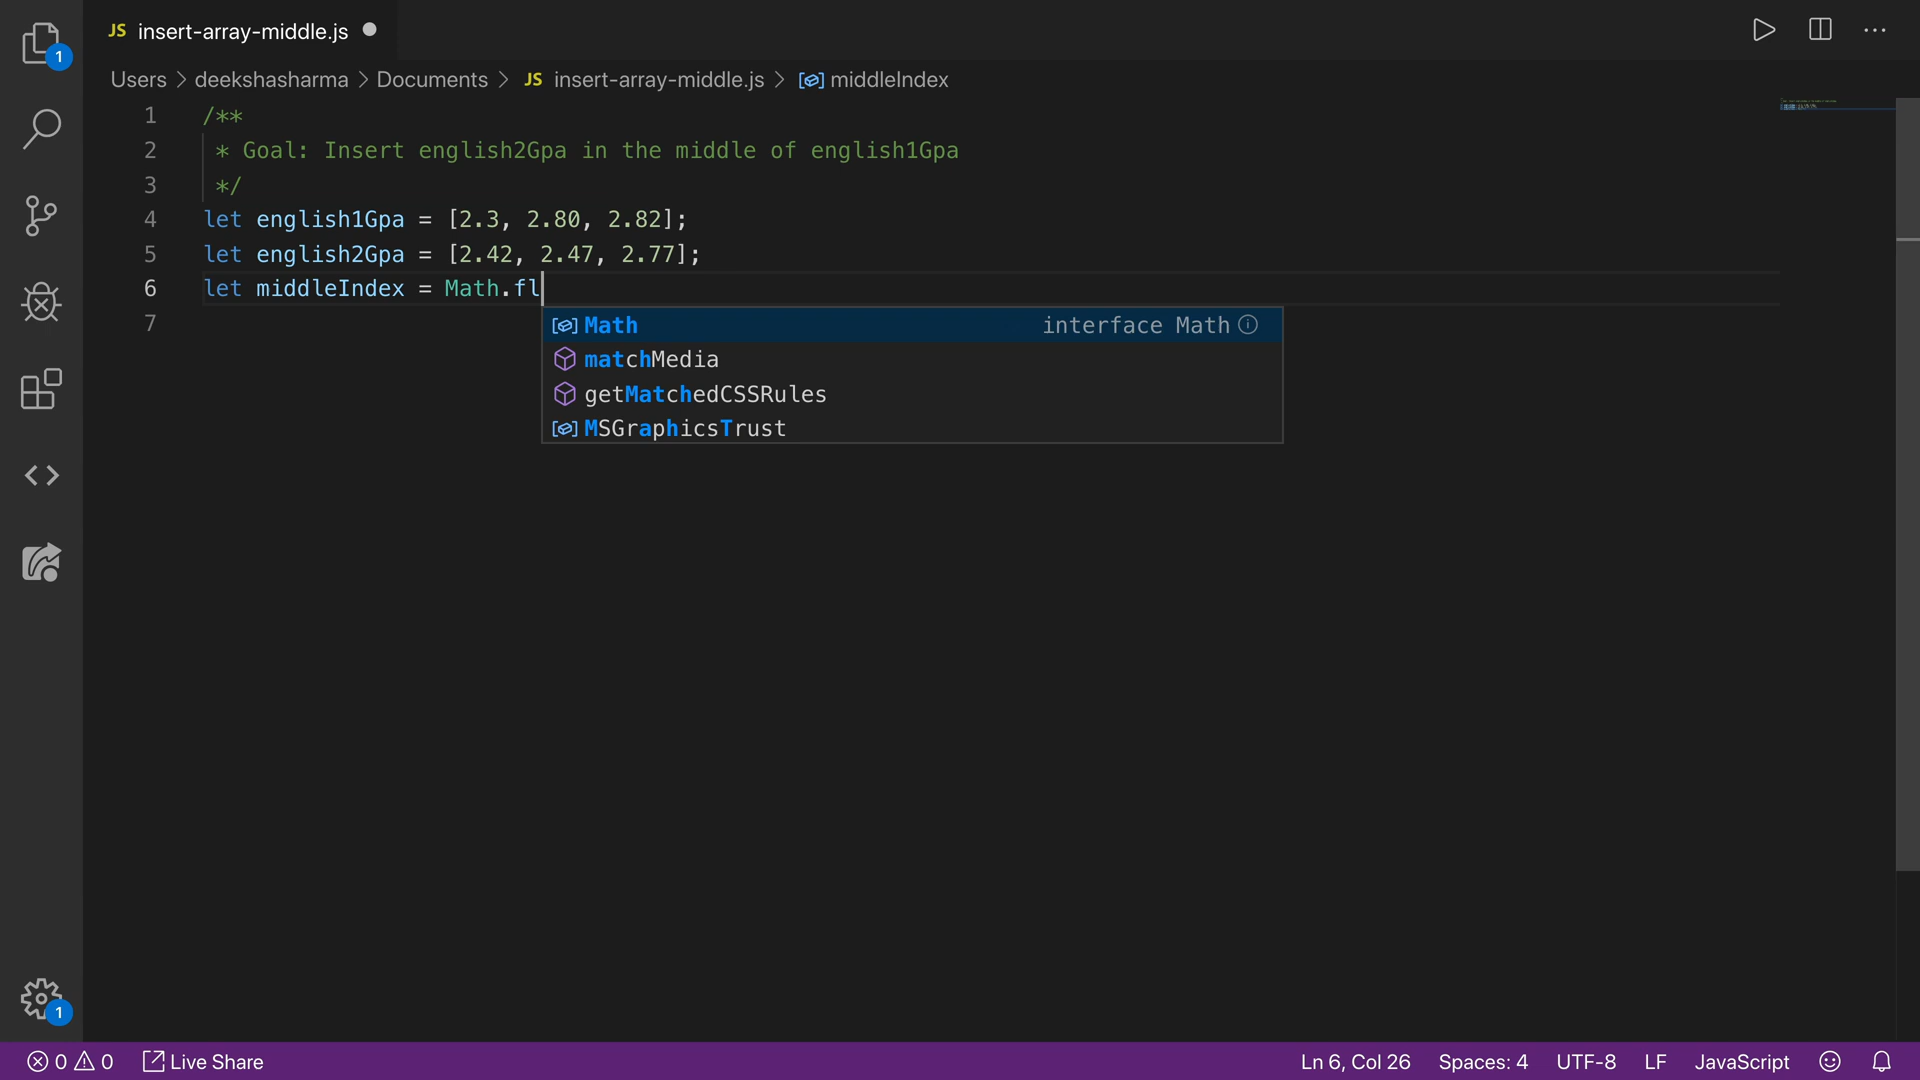 JS insert-array-middle.js
1
Users > deekshasharma > Documents > JS insert-array-middle.js > middleIndex
1 /**
2 * Goal: Insert english2Gpa in the middle of english1Gpa
3 */
4 let english1Gpa = [2.3, 2.80, 2.82];
5 let english2Gpa = [2.42, 2.47, 2.77];
6 let middleIndex = Math.fl
7
Math interface Math
matchMedia
getMatchedCSSRules
MSGraphicsTrust
1
0 0 Live Share Ln 6, Col 26 Spaces: 4 UTF-8 LF JavaScript